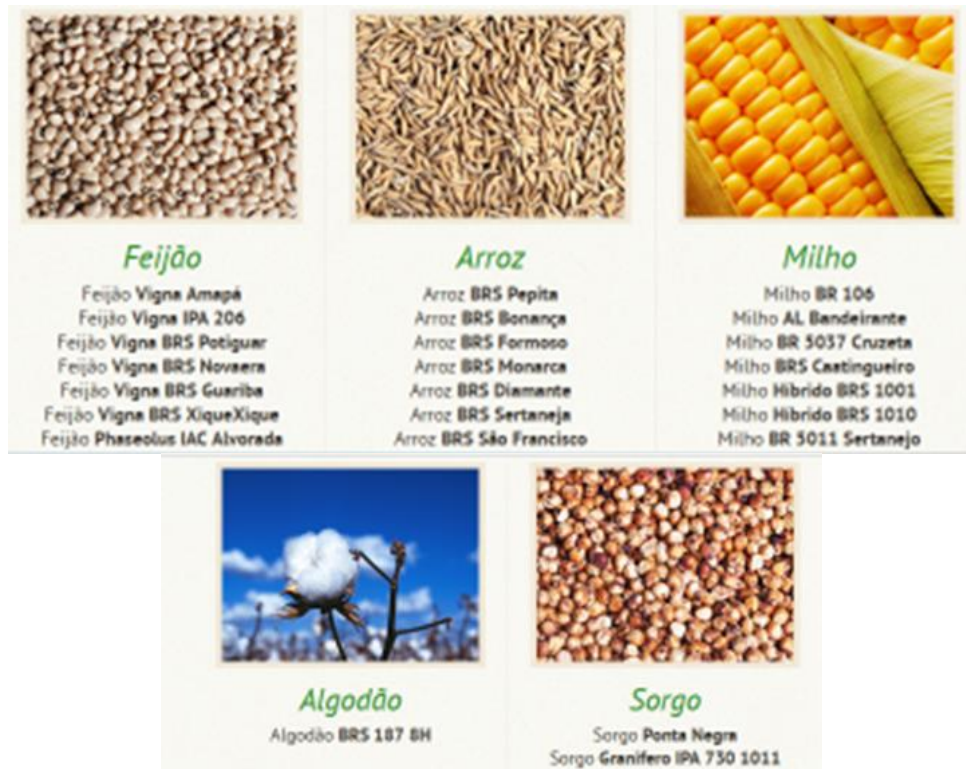 Feijão
Feijão Vigna Amapá
Feijão Vigna IPA 206
Feijão Vigna BRS Potiguar
Feijão Vigna BRS Novaera
Feijão Vigna BRS Guariba
Feijão Vigna BRS XiqueXique
Feijão Phaseolus IAC Alvorada
Arroz
Arroz BRS Pepita
Arroz BRS Bonança
Arroz BRS Formoso
Arroz BRS Monarca
Arroz BRS Diamante
Arroz BRS Sertaneja
Arroz BRS São Francisco
Milho
Milho BR 106
Milho AL Bandeirante
Milho BR 5037 Cruzeta
Milho BRS Caatingueiro
Milho Híbrido BRS 1001
Milho Híbrido BRS 1010
Milho BR 5011 Sertanejo
Algodão
Algodão BRS 187 8H
Sorgo
Sorgo Ponta Negra
Sorgo Granífero IPA 730 1011